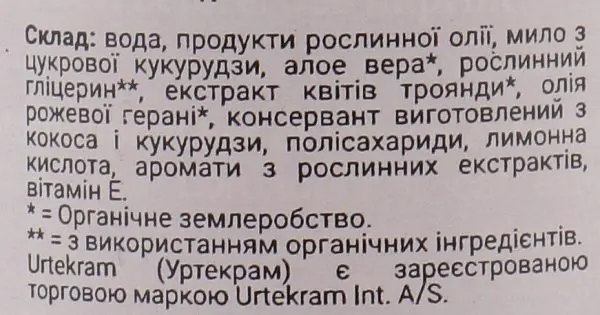 Склад: вода, продукти рослинної олії, мило з
цукрової кукурудзи, алое вера*, рослинний
гліцерин**, екстракт квітів троянди*, олія
рожевої герані*, консервант виготовлений з
кокоса і кукурудзи, полісахариди, лимонна
кислота, аромати з рослинних екстрактів,
вітамін Е.
* = Органічне землеробство.
** = з використанням органічних інгредієнтів.
Urtekram (Уртекрам) є зареєстрованою
торговою маркою Urtekram Int. A/S.